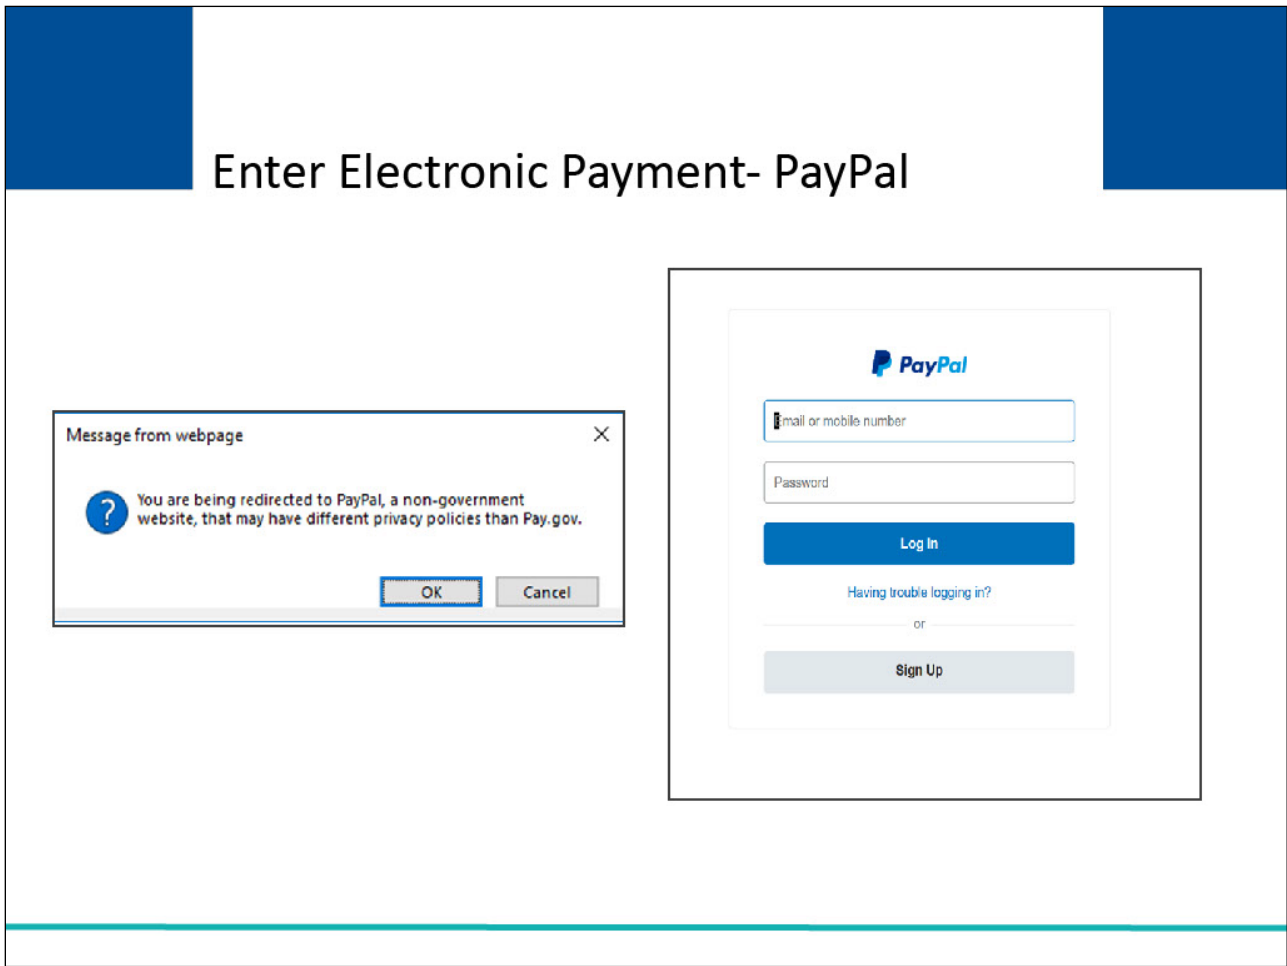 Enter Electronic Payment- PayPal
Message from webpage
You are being redirected to PayPal, a non-government
website, that may have different privacy policies than Pay.gov.
OK
Cancel
PayPal
Email or mobile number
Password
Log In
Having trouble logging in?
or
Sign Up